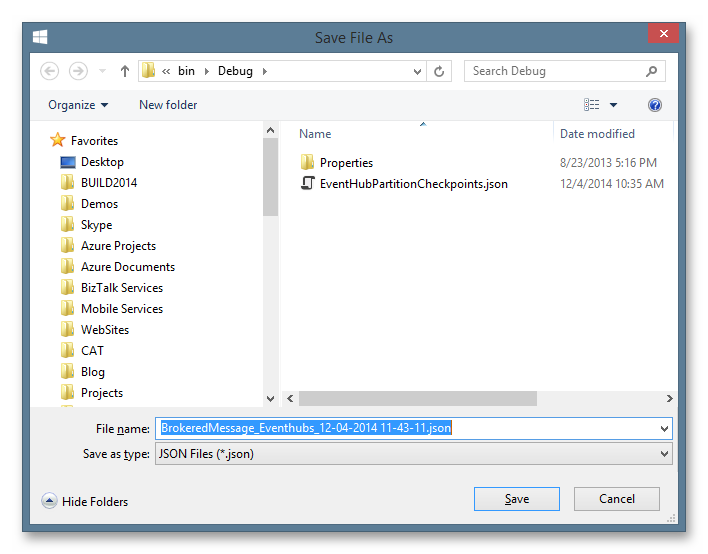 Save File As
« bin Debug
Search Debug
Organize New folder
Favorites
Desktop
BUILD2014
Demos
Skype
Azure Projects
Azure Documents
BizTalk Services
Mobile Services
WebSites
CAT
Blog
Projects
Name Date modified
Properties 8/23/2013 5:16 PM
EventHubPartitionCheckpoints.json 12/4/2014 10:35 AM
File name: BrokeredMessage_Eventhubs_12-04-2014 11-43-11.json
Save as type: JSON Files (*.json)
Hide Folders
Save
Cancel